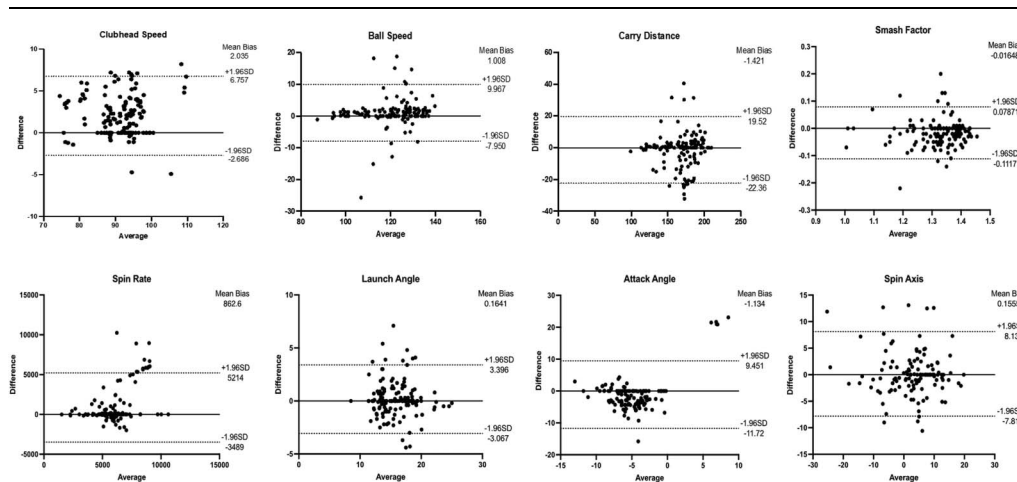 Clubhead Speed
Mean Bias
2.035
10
+1.96SD
6.757
5
0
-1.96SD
-2.686
-5
-10
70
80
90
100
110
120
Difference
Average
Ball Speed
Mean Bias
1.008
20
+1.96SD
9.967
10
0
-1.96SD
-7.950
-10
-20
-30
80
100
120
140
160
Difference
Average
Carry Distance
Mean Bias
-1.421
60
40
+1.96SD
19.52
20
0
-1.96SD
-22.36
-20
-40
0
50
100
150
200
250
Difference
Average
Smash Factor
Mean Bia
-0.01648
0.3
0.2
+1.96SD
0.07871
0.1
0.0
-1.96SD
-0.1117
-0.1
-0.2
-0.3
0.9
1.0
1.1
1.2
1.3
1.4
1.5
Difference
Average
Spin Rate
Mean Bias
862.6
15000
10000
+1.96SD
5214
5000
0
-1.96SD
-3489
-5000
0
5000
10000
15000
Difference
Average
Launch Angle
Mean Bias
0.1641
10
5
+1.96SD
3.396
0
-1.96SD
-3.067
-5
0
10
20
30
Difference
Average
Attack Angle
Mean Bias
-1.134
30
20
+1.96SD
9.451
10
0
-1.96SD
-11.72
-10
-20
-15
-10
-5
0
5
10
Difference
Average
Spin Axis
Mean Bias
15
10
+1.96SD
8.13
5
0
-5
-1.96S
-7.81
-10
-15
-30
-20
-10
0
10
20
30
Difference
Average